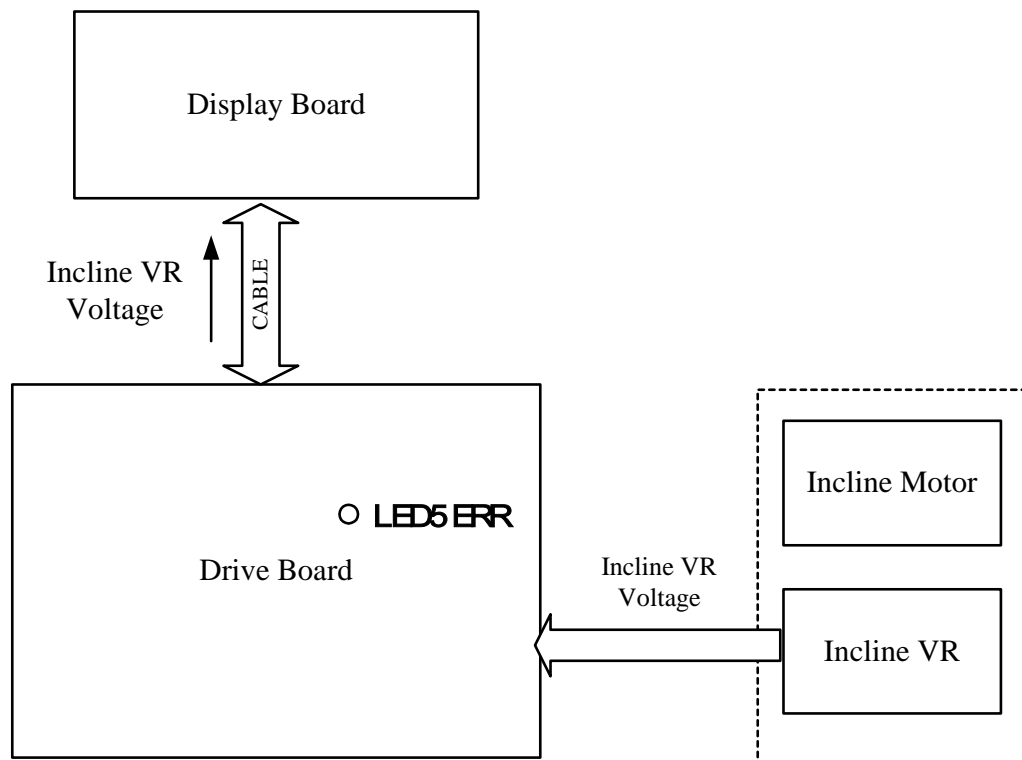 Display Board
Incline VR
Voltage
CABLE
Incline Motor
LED5 ERR
Drive Board
Incline VR
Voltage
Incline VR